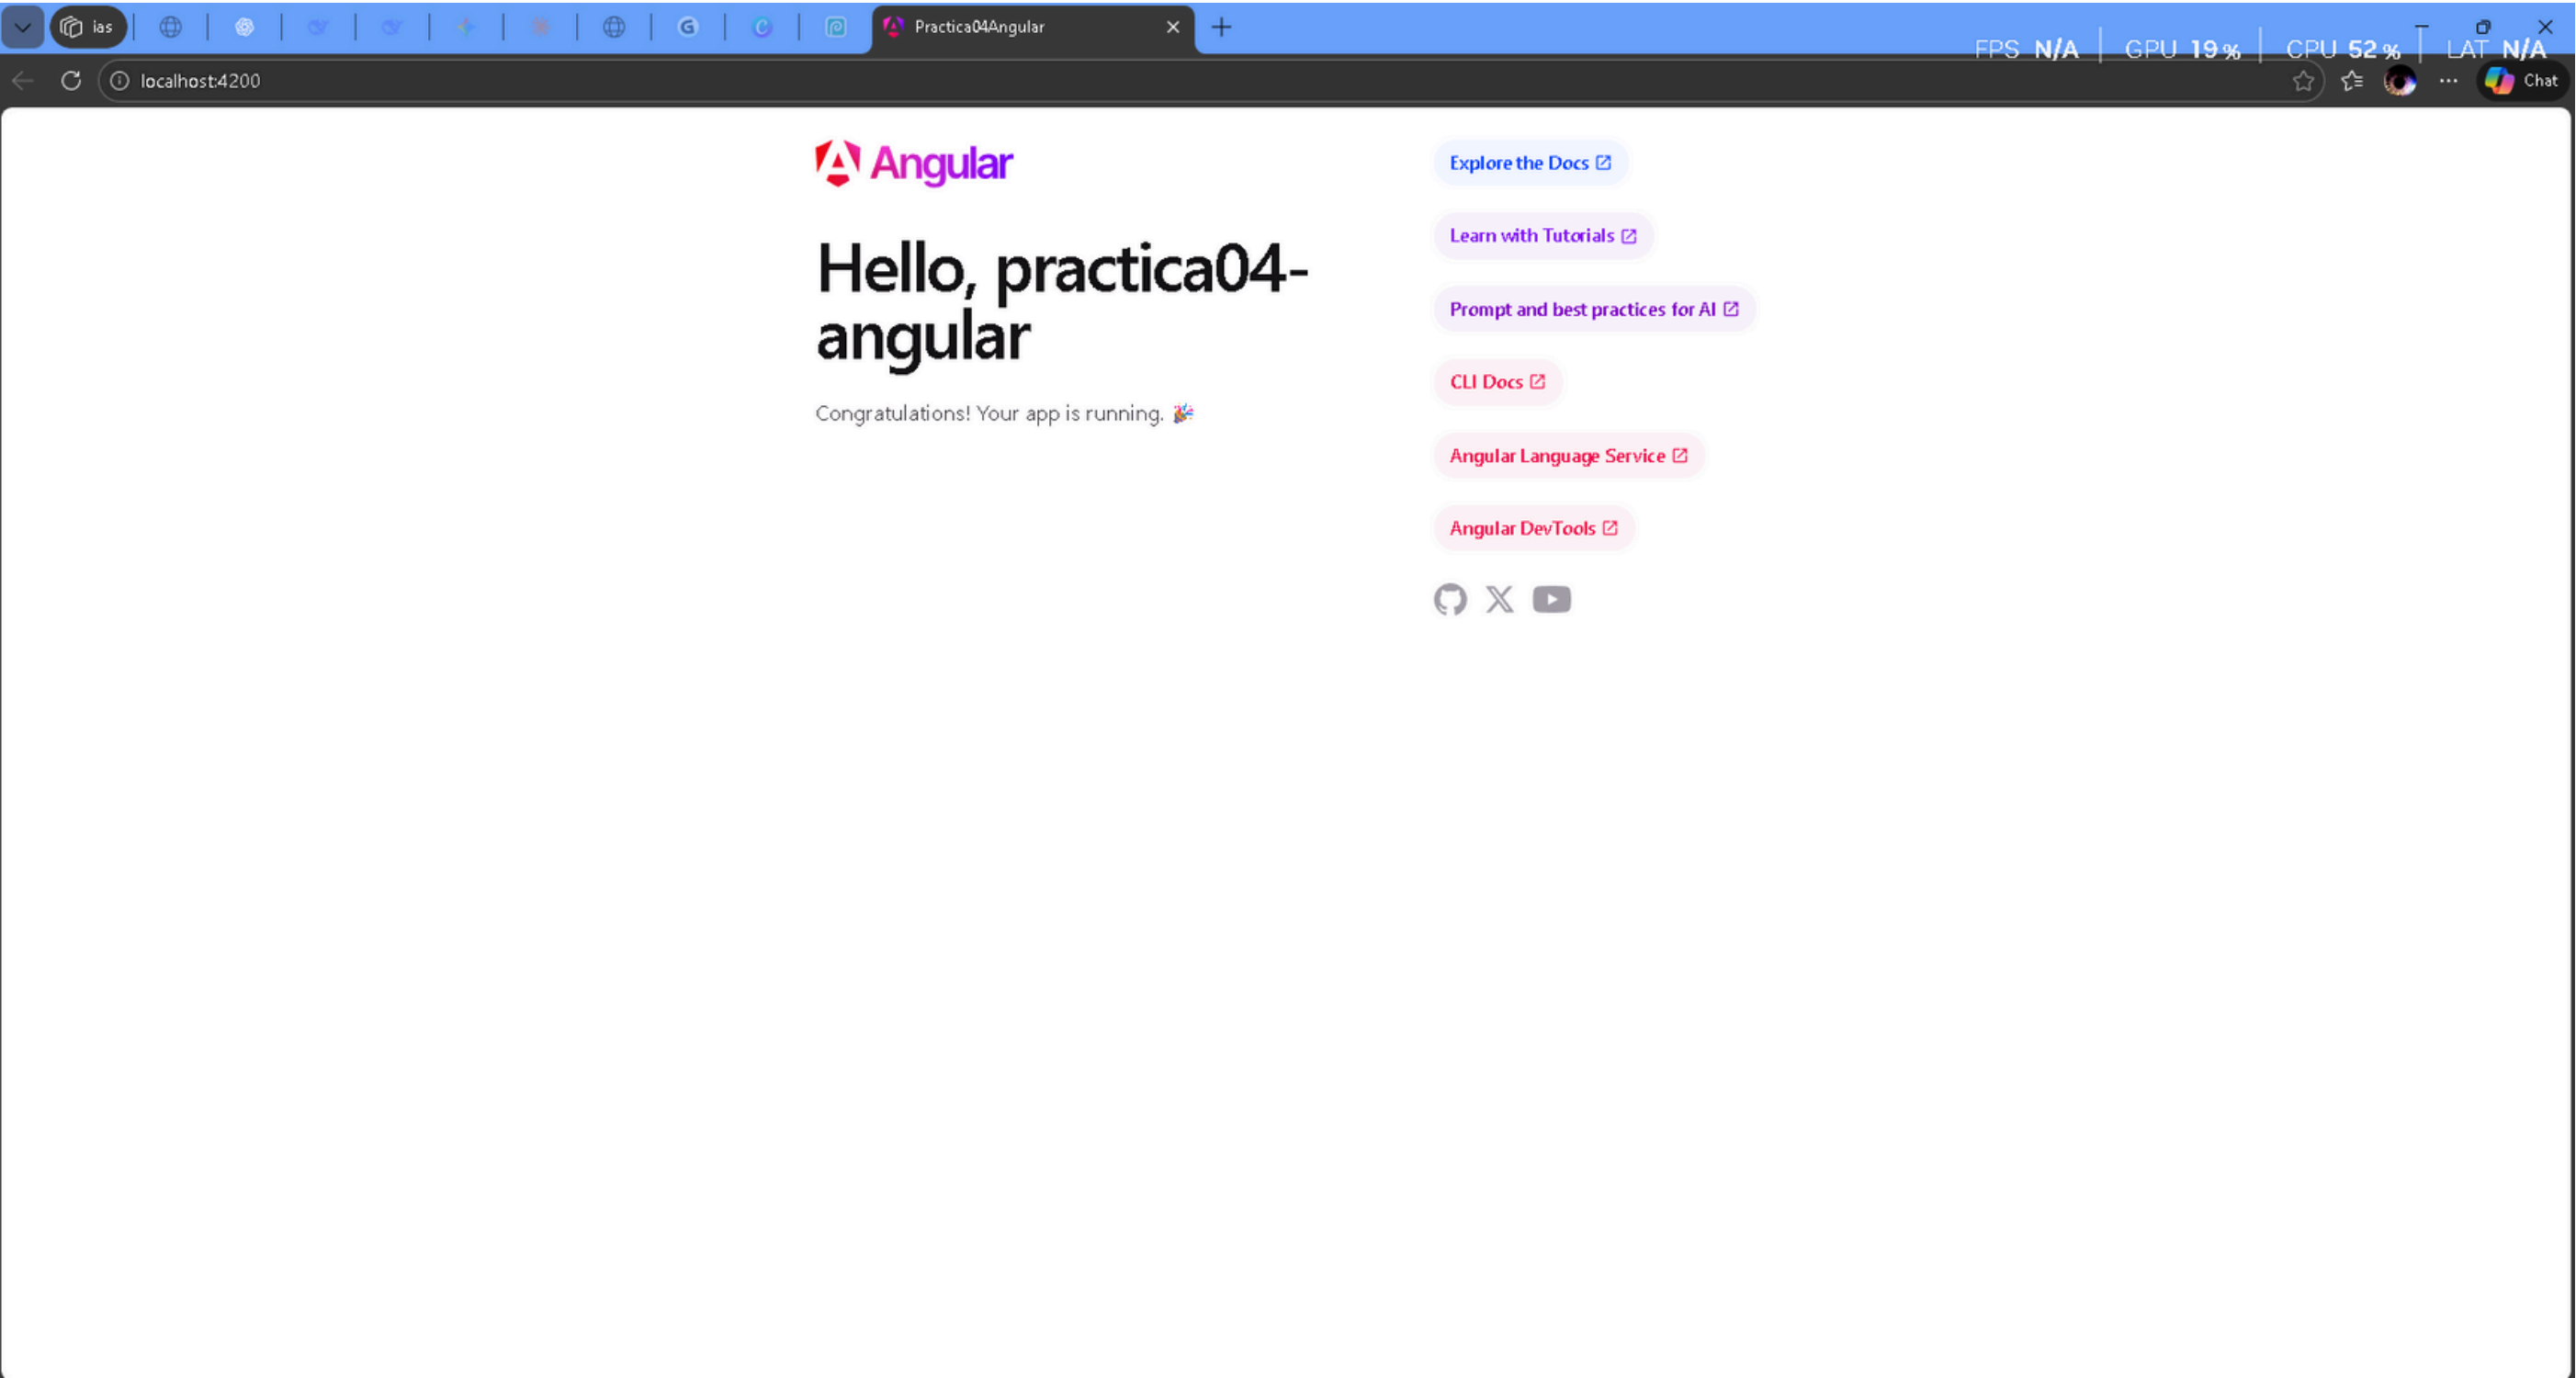 ias
Practica04Angular
FPS N/A GPU 19% CPU 52% LAT N/A
localhost:4200
Chat
Angular
Hello, practica04-
angular
Congratulations! Your app is running. 🎉
Explore the Docs
Learn with Tutorials
Prompt and best practices for AI
CLI Docs
Angular Language Service
Angular DevTools